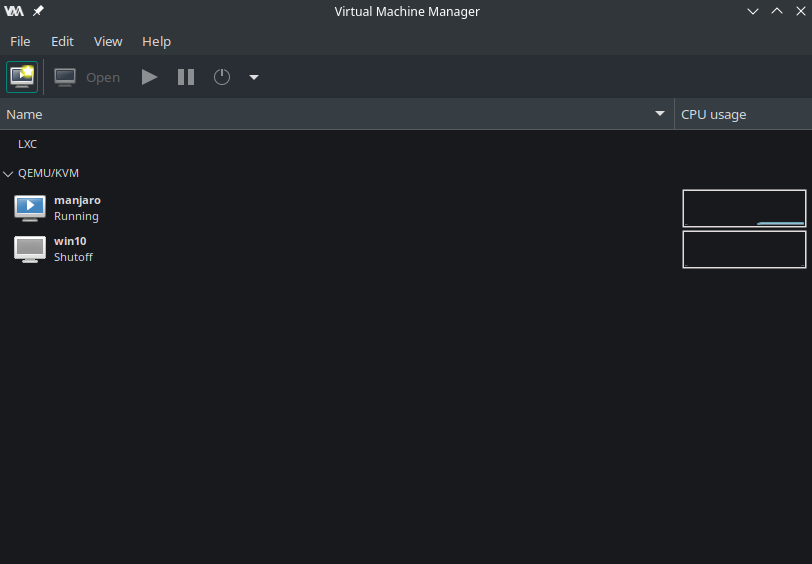 Virtual Machine Manager
File Edit View Help
Open
Name CPU usage
LXC
QEMU/KVM
manjaro
Running
win10
Shutoff